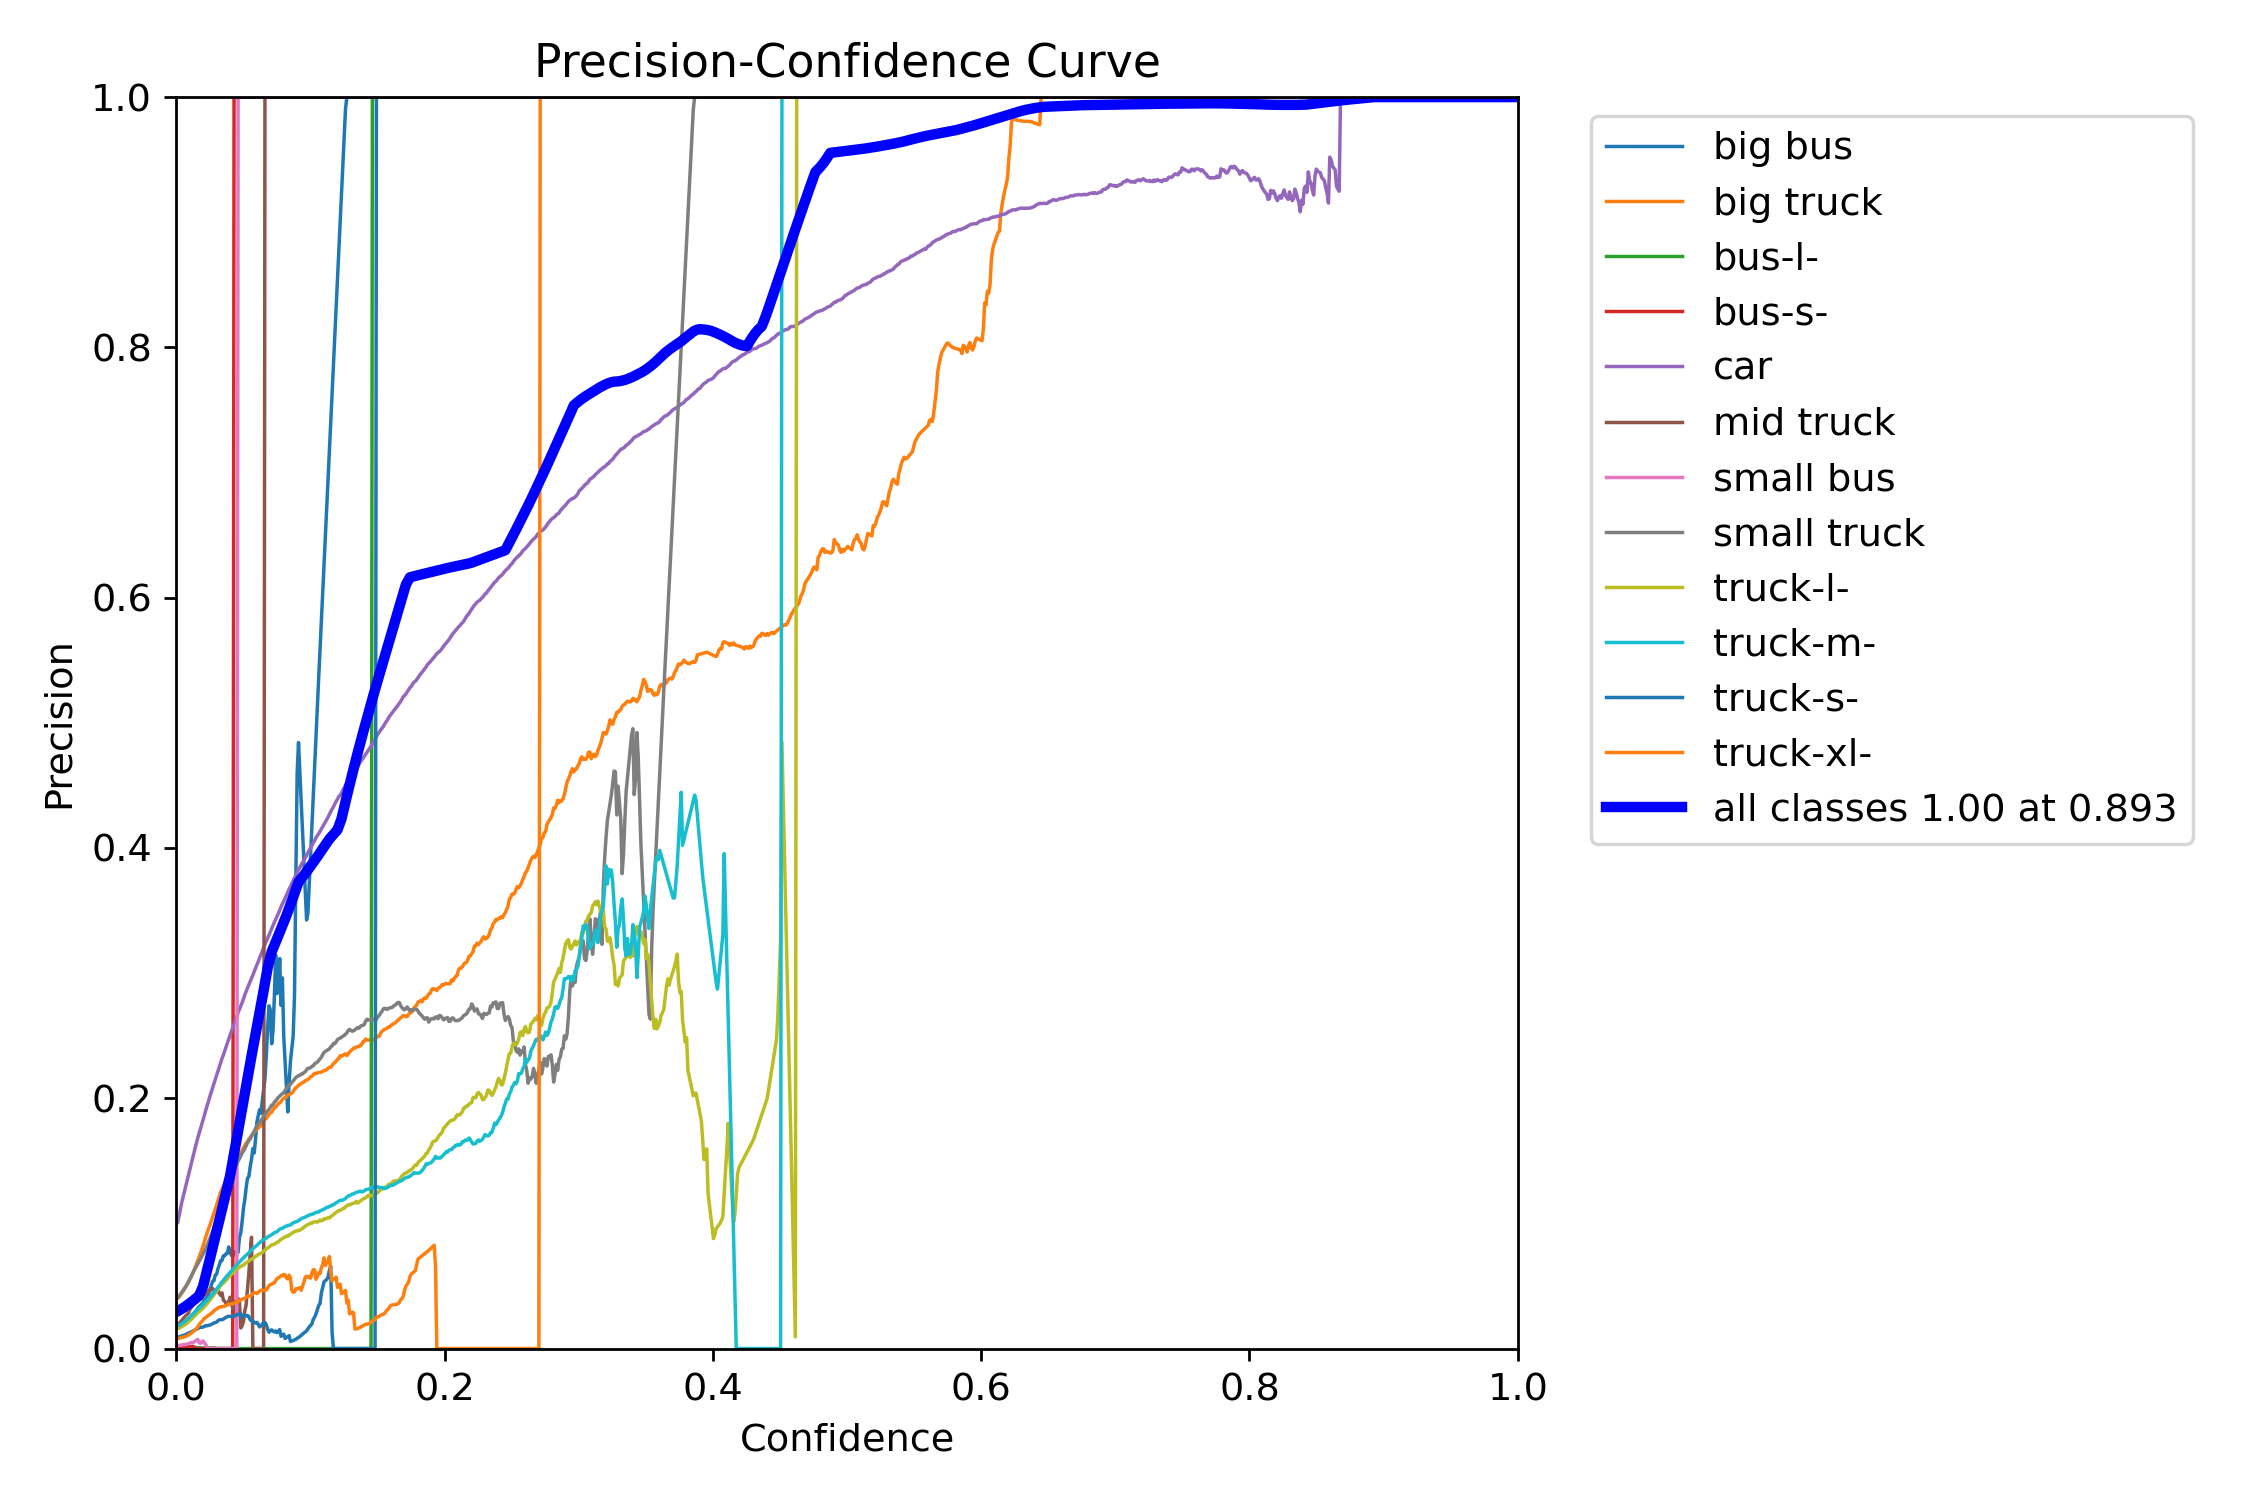 Precision-Confidence Curve
1.0
0.8
0.6
0.4
0.2
0.0
Precision
0.0 0.2 0.4 0.6 0.8 1.0
Confidence
big bus
big truck
bus-l-
bus-s-
car
mid truck
small bus
small truck
truck-l-
truck-m-
truck-s-
truck-xl-
all classes 1.00 at 0.893